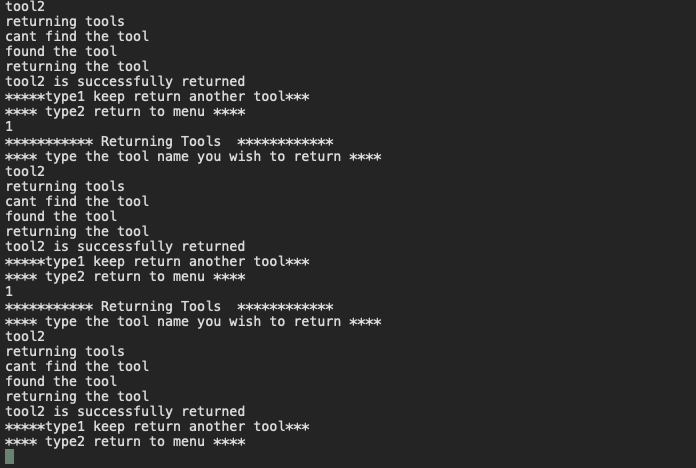 tool2
returning tools
cant find the tool
found the tool
returning the tool
tool2 is successfully returned
*****type1 keep return another tool***
**** type2 return to menu ****
1
*********** Returning Tools  ************
**** type the tool name you wish to return ****
tool2
returning tools
cant find the tool
found the tool
returning the tool
tool2 is successfully returned
*****type1 keep return another tool***
**** type2 return to menu ****
1
*********** Returning Tools  ************
**** type the tool name you wish to return ****
tool2
returning tools
cant find the tool
found the tool
returning the tool
tool2 is successfully returned
*****type1 keep return another tool***
**** type2 return to menu ****